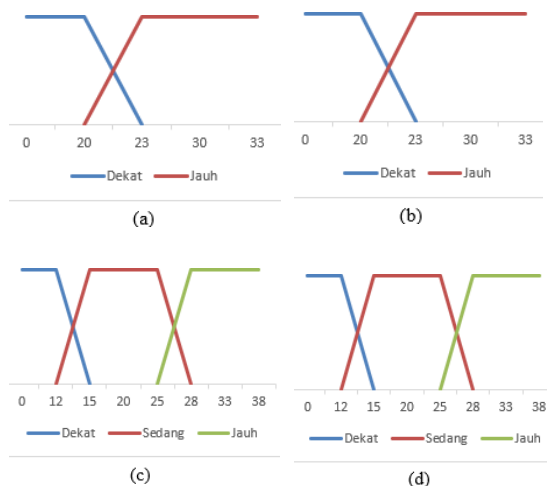 0 20 23 30 33
Dekat Jauh
(a)
0 20 23 30 33
Dekat Jauh
(b)
0 12 15 20 25 28 33 38
Dekat Sedang Jauh
(c)
0 12 15 20 25 28 33 38
Dekat Sedang Jauh
(d)